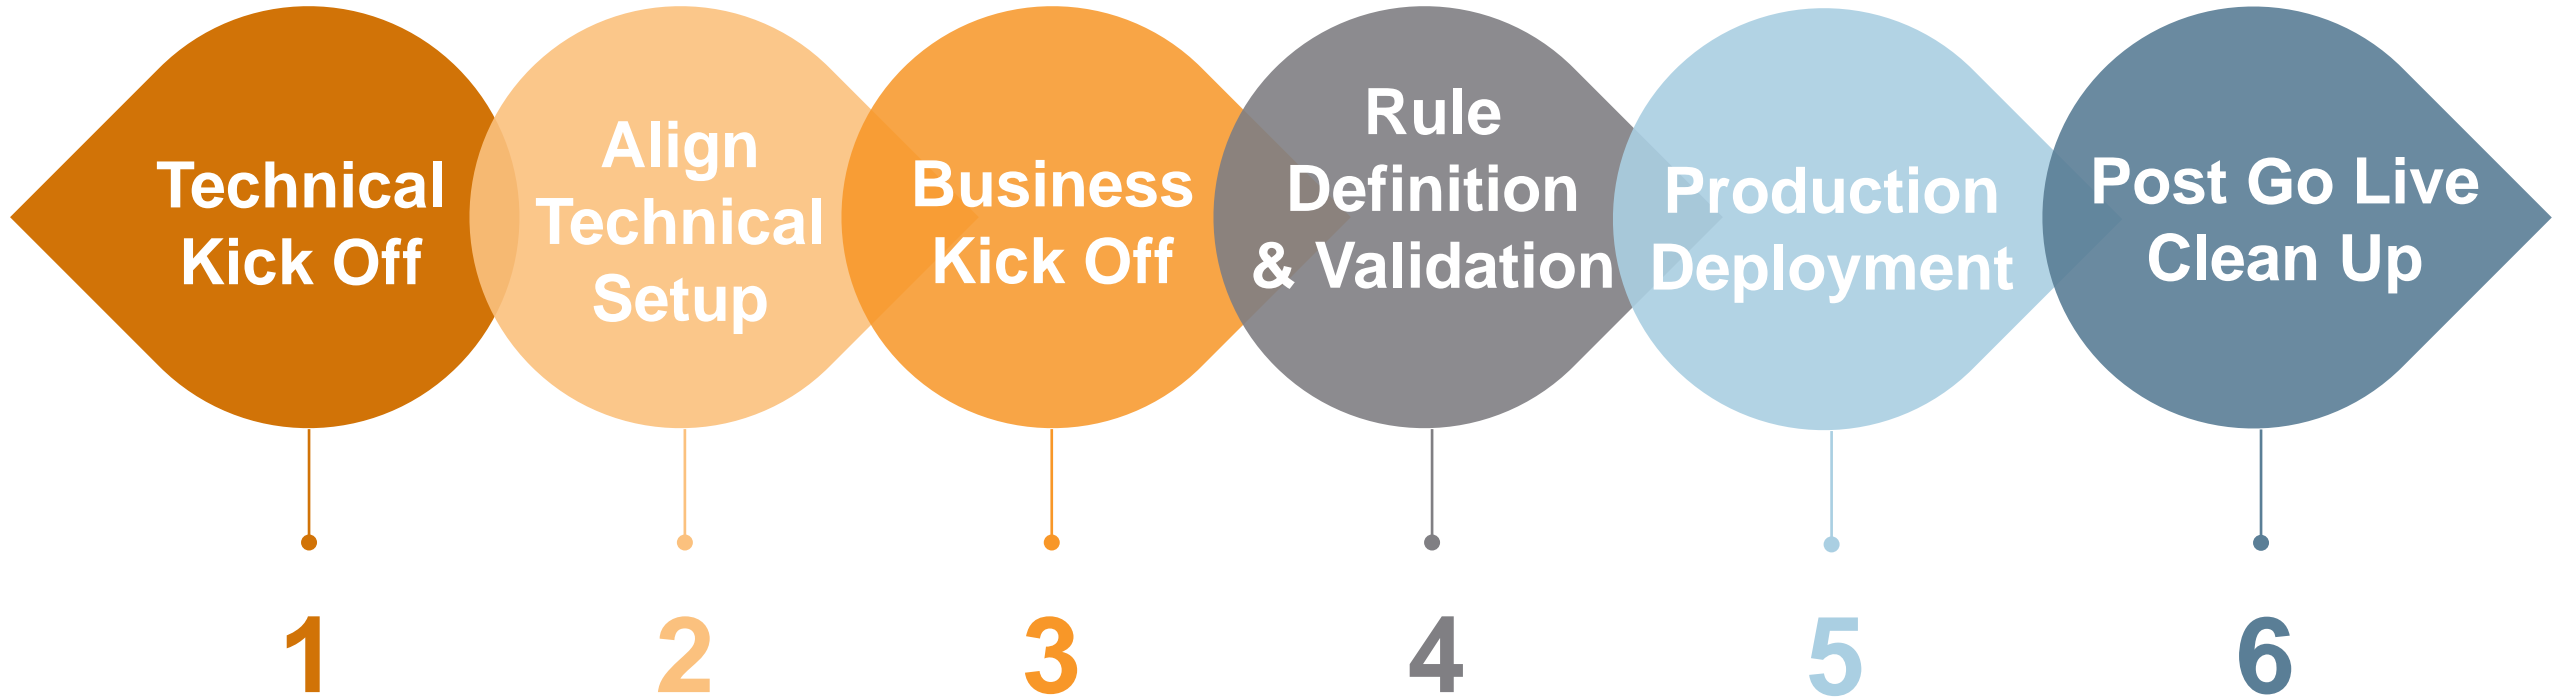 Technical
Kick Off
Align
Technical
Setup
Business
Kick Off
Rule
Definition
& Validation
Production
Deployment
Post Go Live
Clean Up
1
2
3
4
5
6